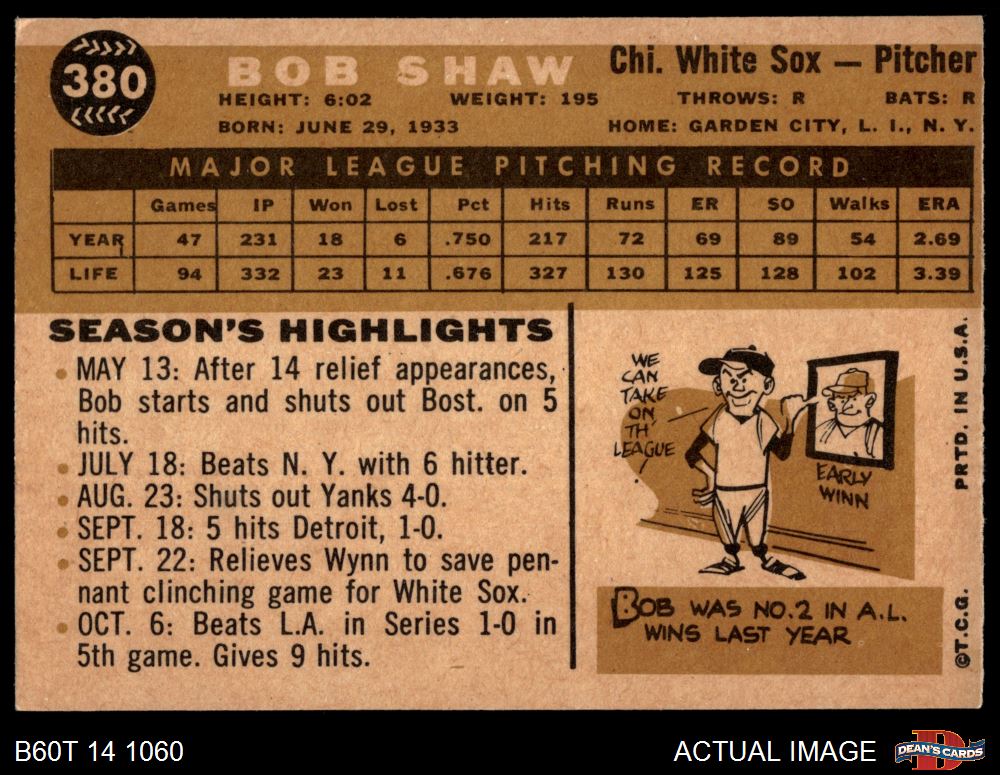 380
BOB SHAW
Chi. White Sox — Pitcher
HEIGHT: 6:02 WEIGHT: 195 THROWS: R BATS: R
BORN: JUNE 29, 1933 HOME: GARDEN CITY, L. I., N. Y.
MAJOR LEAGUE PITCHING RECORD
Games IP Won Lost Pct Hits Runs ER SO Walks ERA
YEAR 47 231 18 6 .750 217 72 69 89 54 2.69
LIFE 94 332 23 11 .676 327 130 125 128 102 3.39
SEASON'S HIGHLIGHTS
• MAY 13: After 14 relief appearances,
Bob starts and shuts out Bost. on 5
hits.
• JULY 18: Beats N. Y. with 6 hitter.
• AUG. 23: Shuts out Yanks 4-0.
• SEPT. 18: 5 hits Detroit, 1-0.
• SEPT. 22: Relieves Wynn to save pen-
nant clinching game for White Sox.
• OCT. 6: Beats L.A. in Series 1-0 in
5th game. Gives 9 hits.
WE
CAN
TAKE
ON
TH'
LEAGUE
EARLY
WINN
BOB WAS NO. 2 IN A.L.
WINS LAST YEAR
PRTD. IN U.S.A.
©T.C.G.
B60T 14 1060
ACTUAL IMAGE
D
DEAN'S CARDS